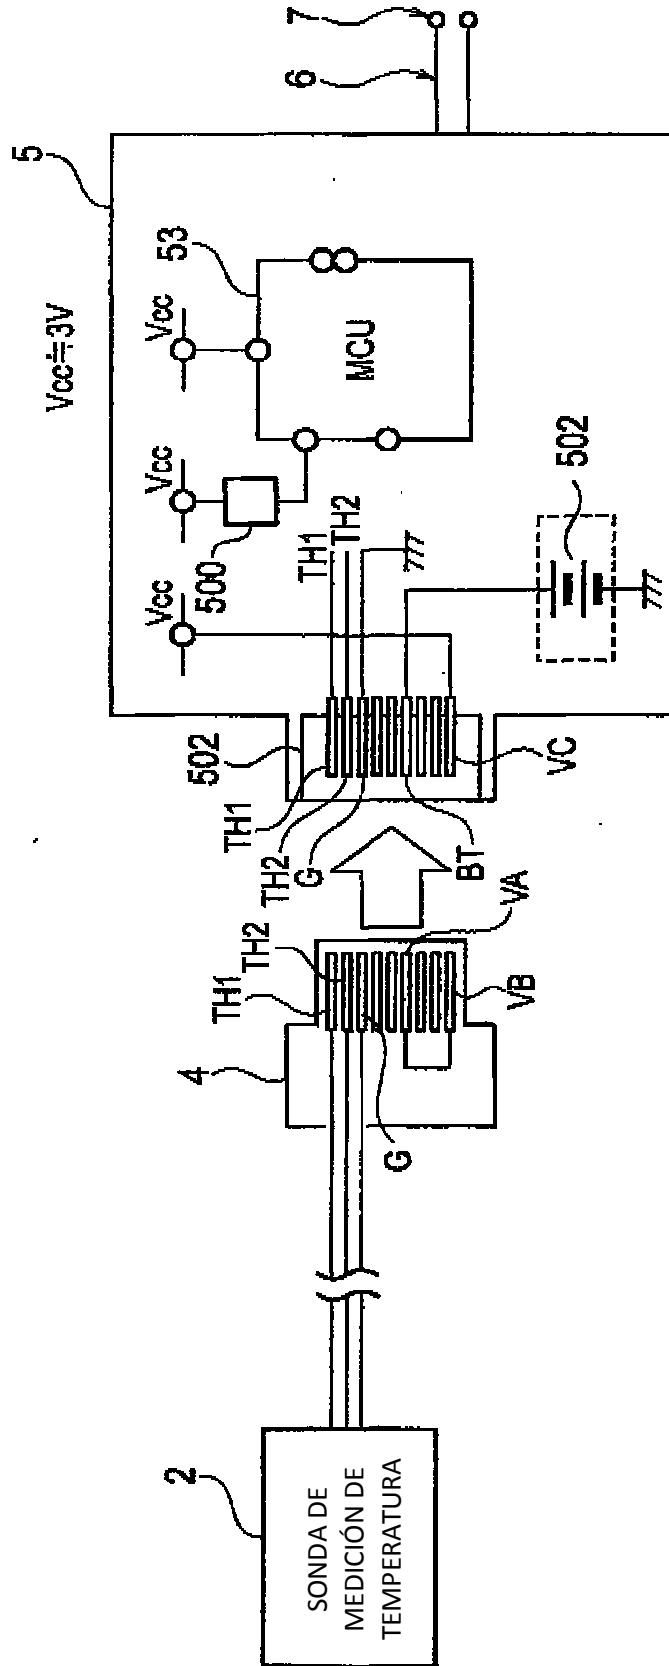 2
SONDA DE
MEDICIÓN DE
TEMPERATURA
4
TH1
TH2
G
VA
VB
TH1
TH2
G
BT
VC
502
5
Vcc≒3V
Vcc
Vcc
Vcc
500
TH1
TH2
53
MCU
502
6
7